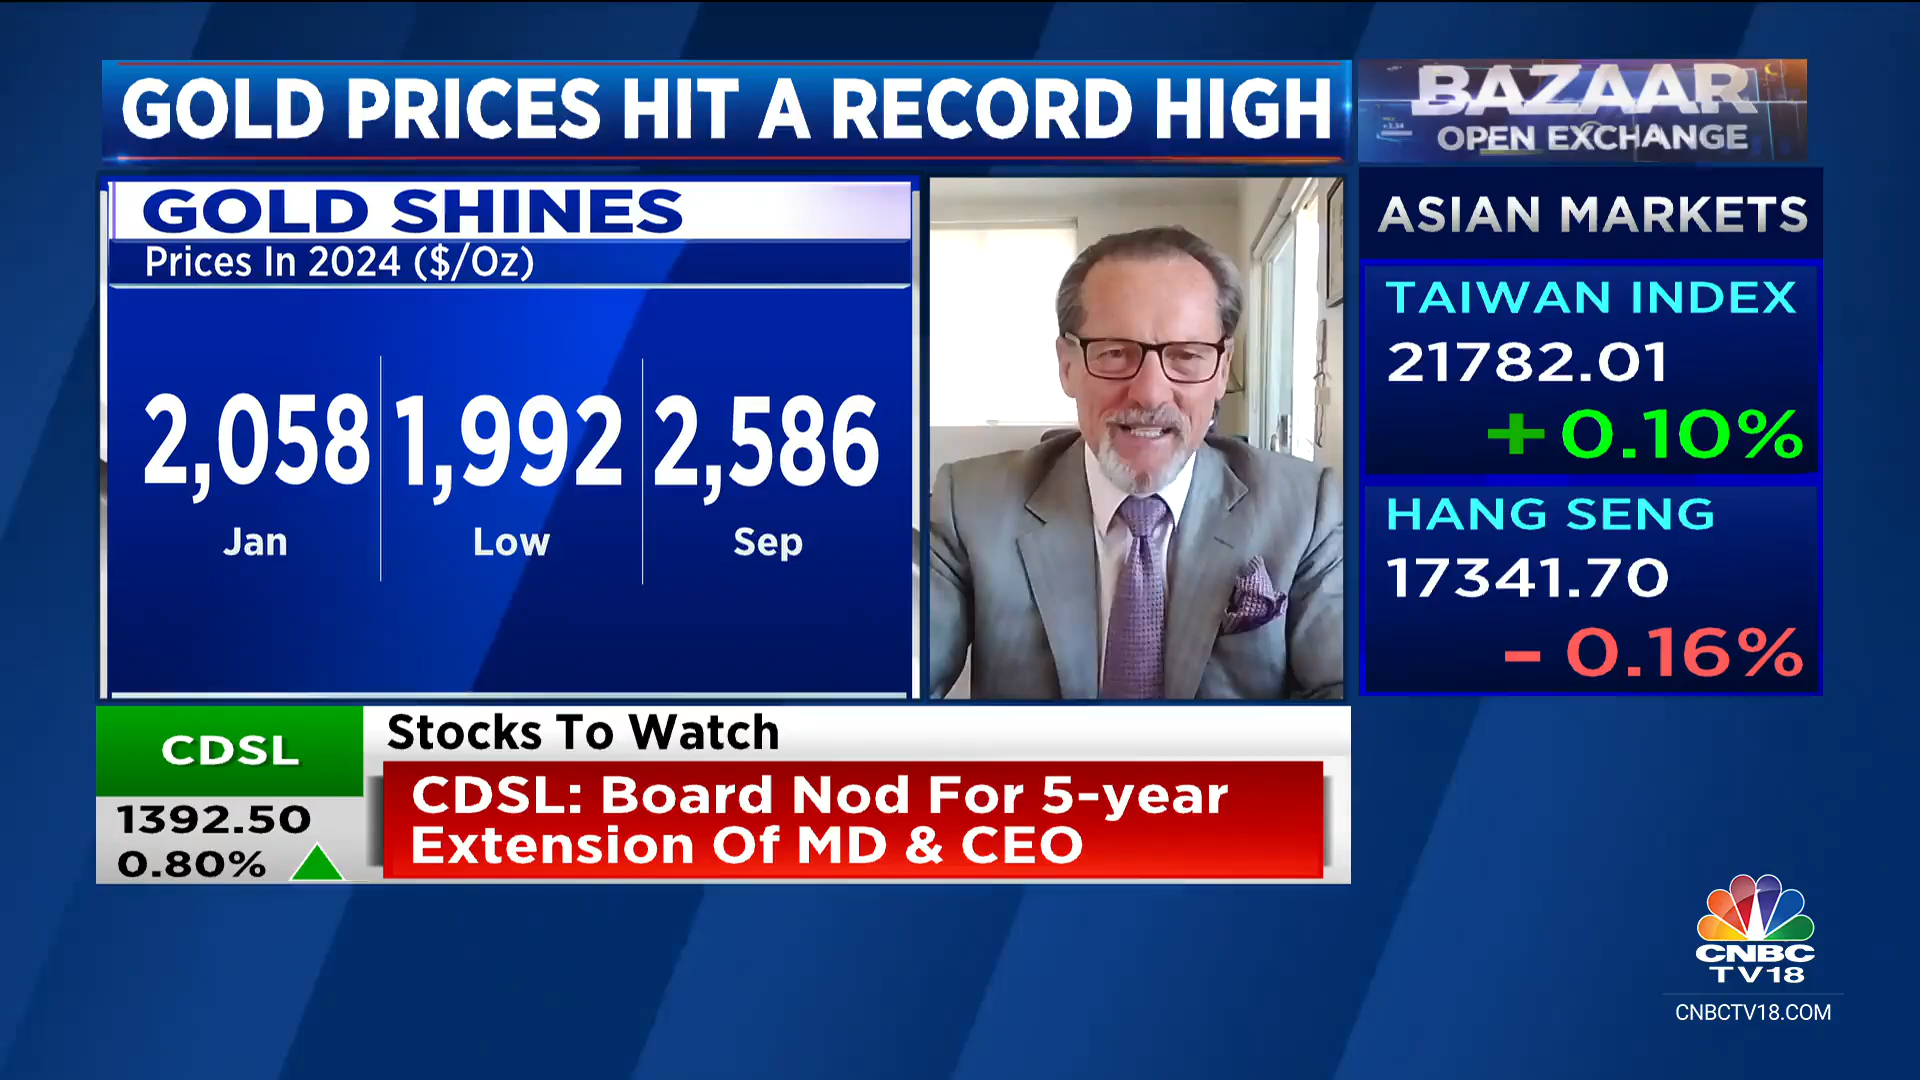 GOLD PRICES HIT A RECORD HIGH
BAZAAR
OPEN EXCHANGE
GOLD SHINES
Prices In 2024 ($/Oz)
2,058 1,992 2,586
Jan Low Sep
ASIAN MARKETS
TAIWAN INDEX
21782.01
+0.10%
HANG SENG
17341.70
- 0.16%
CDSL
1392.50
0.80%
Stocks To Watch
CDSL: Board Nod For 5-year
Extension Of MD & CEO
CNBC
TV18
CNBCTV18.COM